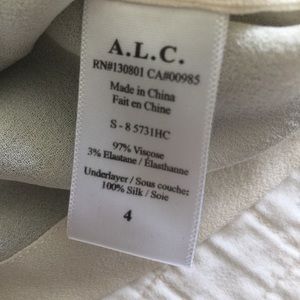 A.L.C.
RN#130801 CA#00985
Made in China
Fait en Chine
S - 8 5731HC
97% Viscose
3% Elastane / Élasthanne
Underlayer / Sous couche:
100% Silk / Soie
4